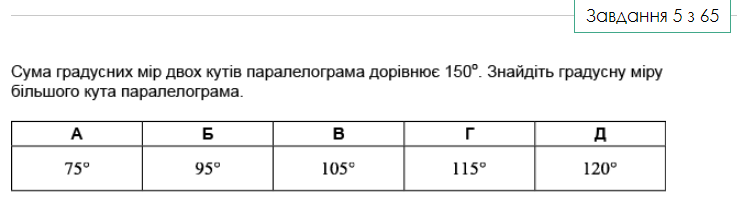 Завдання 5 з 65
Сума градусних мір двох кутів паралелограма дорівнює 150°. Знайдіть градусну міру
більшого кута паралелограма.
А Б В Г Д
75° 95° 105° 115° 120°